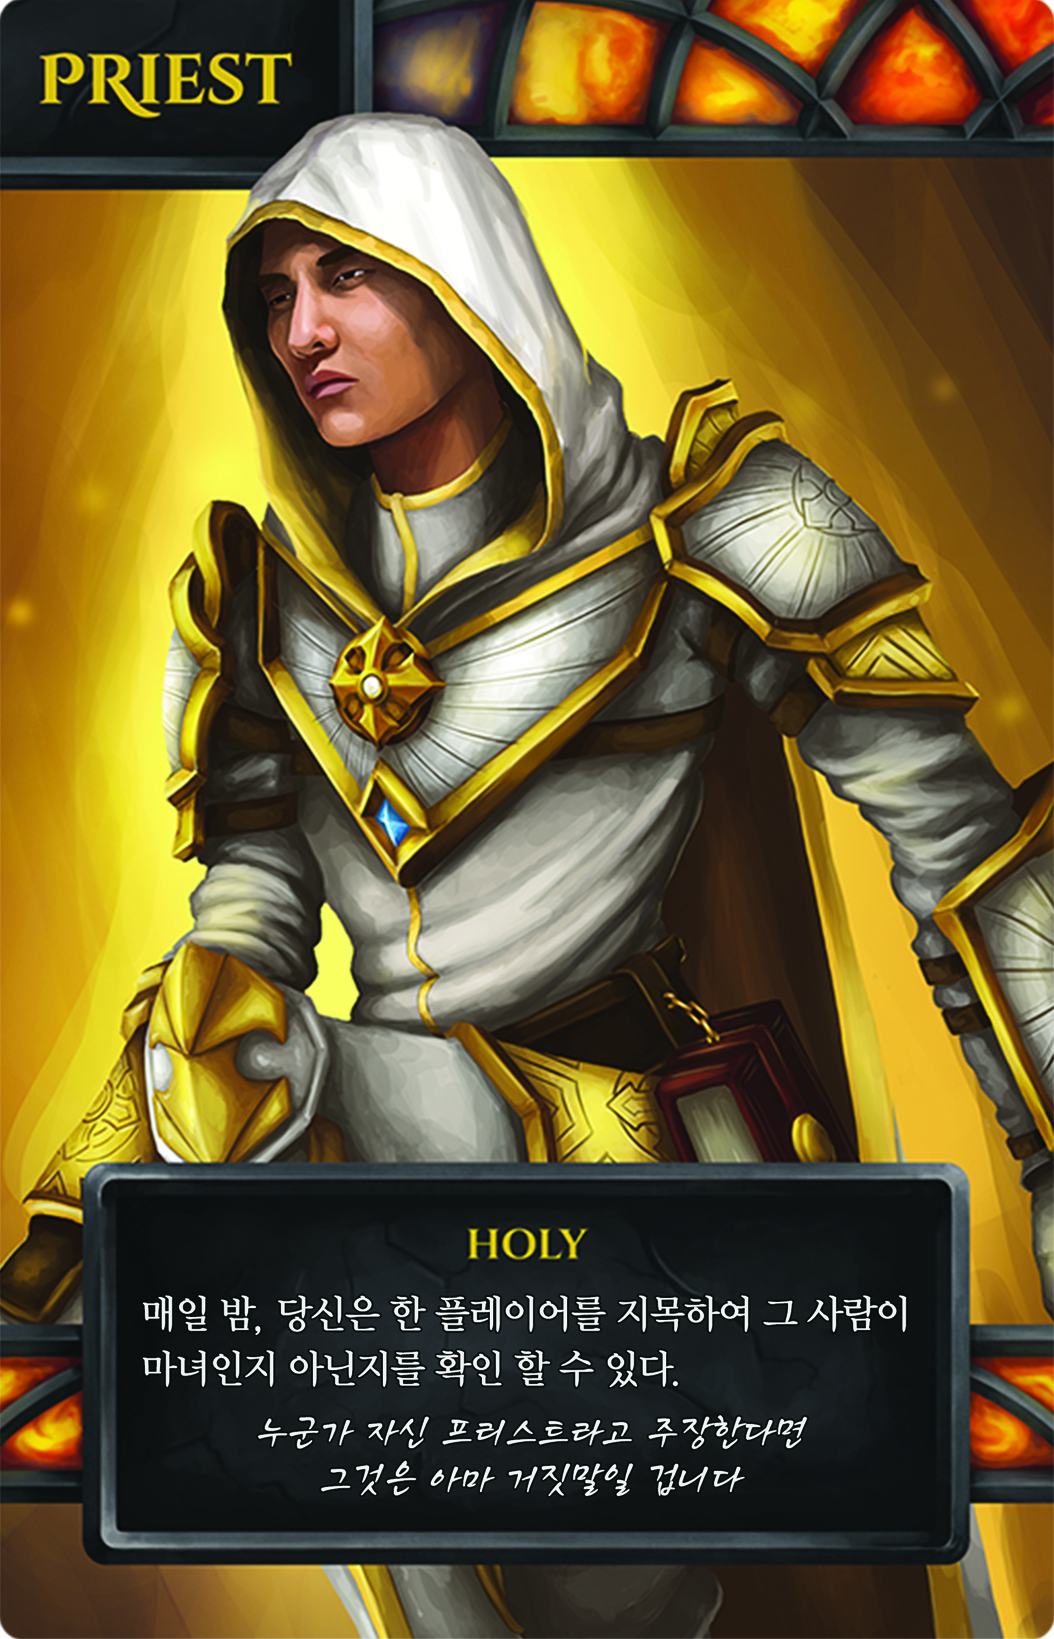 PRIEST
HOLY
매일 밤, 당신은 한 플레이어를 지목하여 그 사람이
마녀인지 아닌지를 확인 할 수 있다.
누군가 자신 프리스트라고 주장한다면
그것은 아마 거짓말일 겁니다